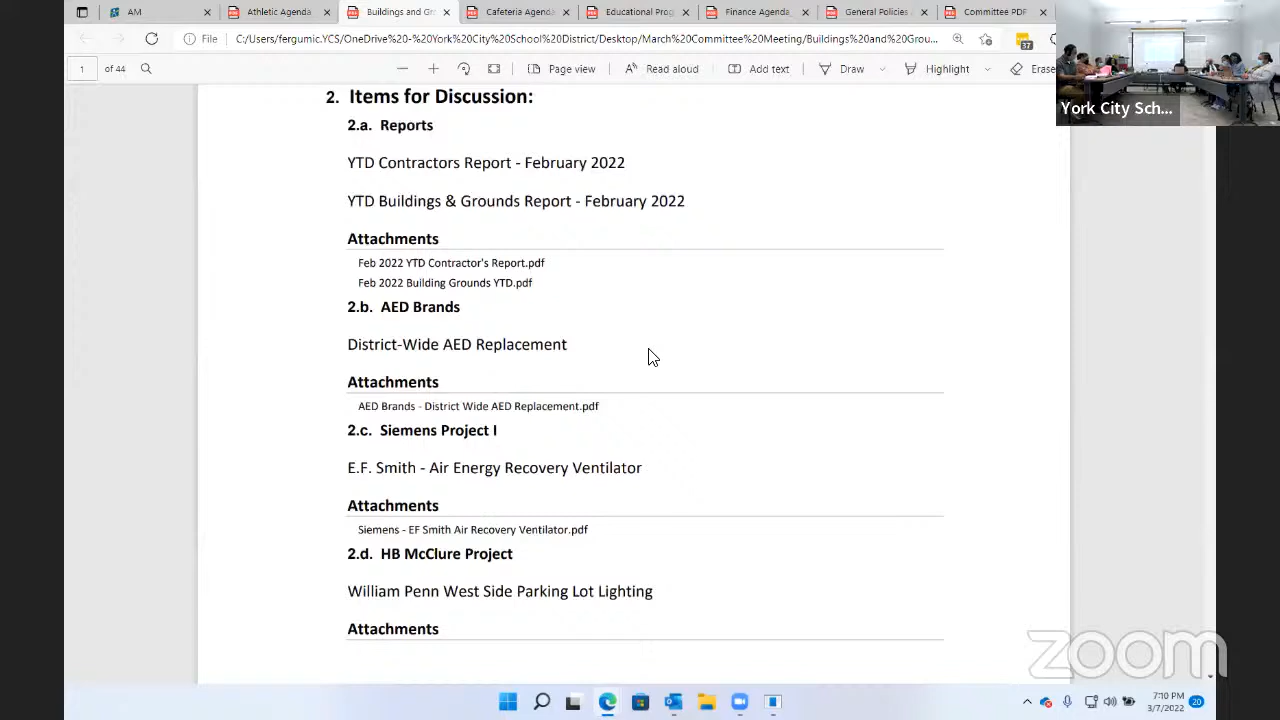 AM
Athletic Agenda
Buildings and Gr
Cafeteria Agenda
Educational Prog
Finance Agenda
General Policies
Committee PDF
File
C:/Users/fergumic.YCS/OneDrive%20-%20York%20City%20School%20District/Desktop/March%20Committee%20Meeting/Buildings%20and%20Grou...
37
1
of 44
Page view
Read aloud
Add text
Draw
Highlight
Erase
York City Sch...
2. Items for Discussion:
2.a. Reports
YTD Contractors Report - February 2022
YTD Buildings & Grounds Report - February 2022
Attachments
Feb 2022 YTD Contractor's Report.pdf
Feb 2022 Building Grounds YTD.pdf
2.b. AED Brands
District-Wide AED Replacement
Attachments
AED Brands - District Wide AED Replacement.pdf
2.c. Siemens Project I
E.F. Smith - Air Energy Recovery Ventilator
Attachments
Siemens - EF Smith Air Recovery Ventilator.pdf
2.d. HB McClure Project
William Penn West Side Parking Lot Lighting
Attachments
zoom
7:10 PM
3/7/2022
20